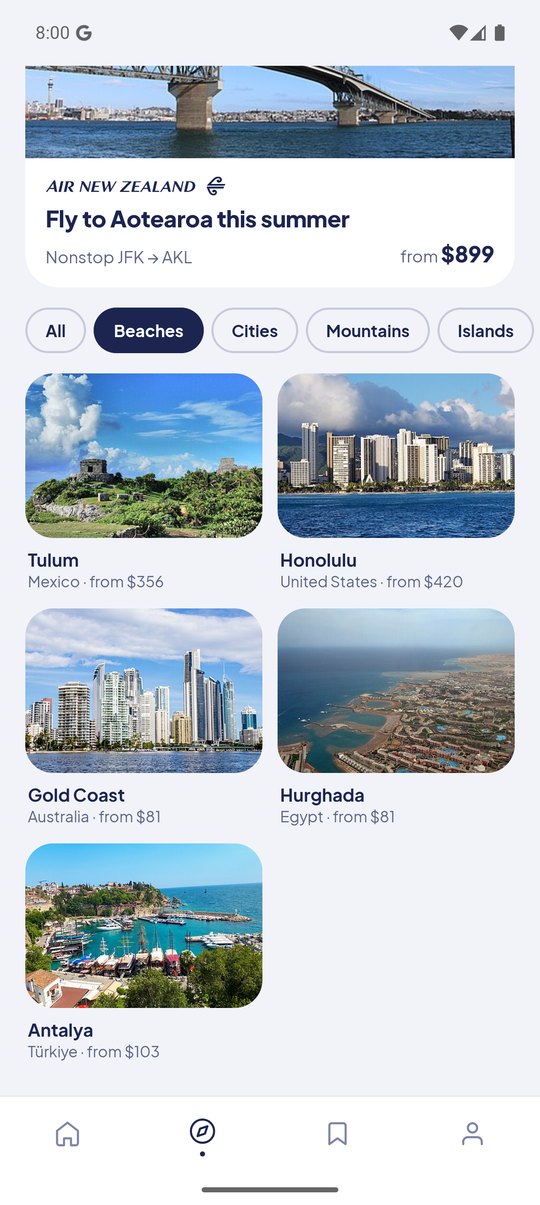 8:00
AIR NEW ZEALAND
Fly to Aotearoa this summer
Nonstop JFK → AKL
from $899
All
Beaches
Cities
Mountains
Islands
Tulum
Mexico · from $356
Honolulu
United States · from $420
Gold Coast
Australia · from $81
Hurghada
Egypt · from $81
Antalya
Türkiye · from $103